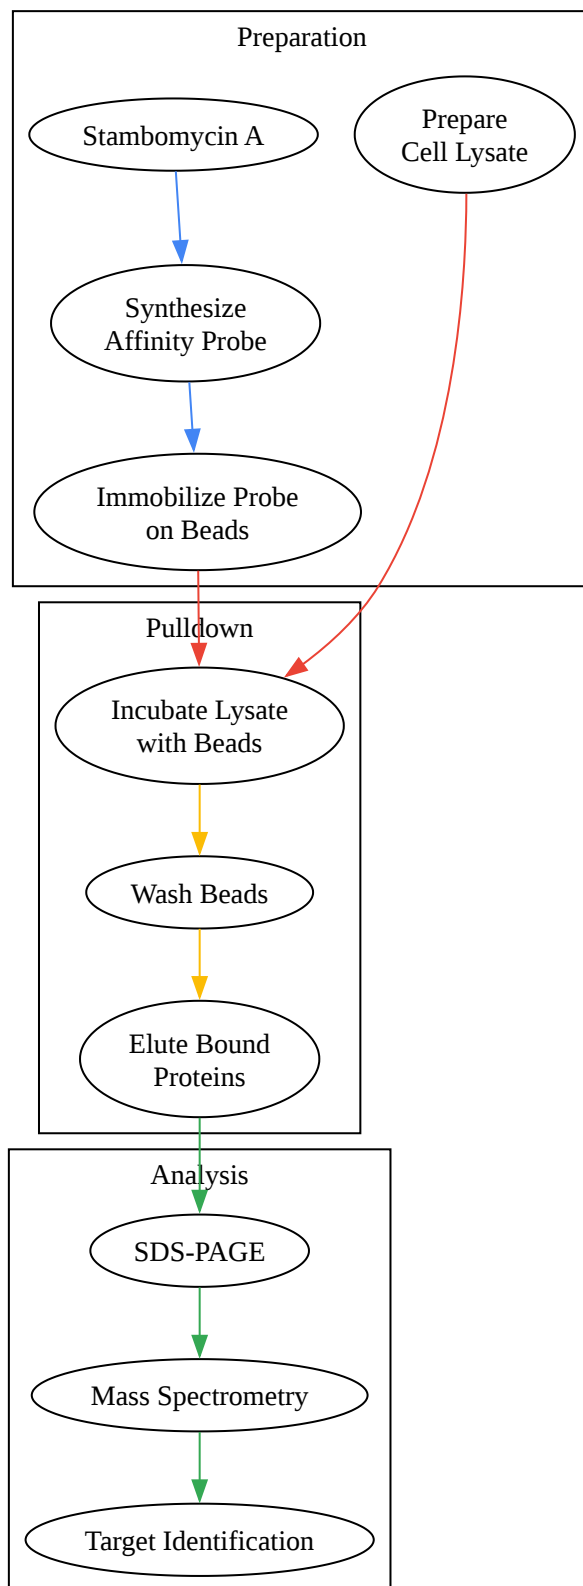 Preparation
Stambomycin A
Prepare
Cell Lysate
Synthesize
Affinity Probe
Immobilize Probe
on Beads
Pulldown
Incubate Lysate
with Beads
Wash Beads
Elute Bound
Proteins
Analysis
SDS-PAGE
Mass Spectrometry
Target Identification